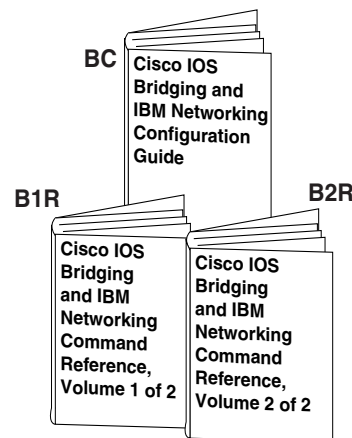 BC
Cisco IOS
Bridging and
IBM Networking
Configuration
Guide
B1R
Cisco IOS
Bridging
and IBM
Networking
Command
Reference,
Volume 1 of 2
B2R
Cisco IOS
Bridging
and IBM
Networking
Command
Reference,
Volume 2 of 2